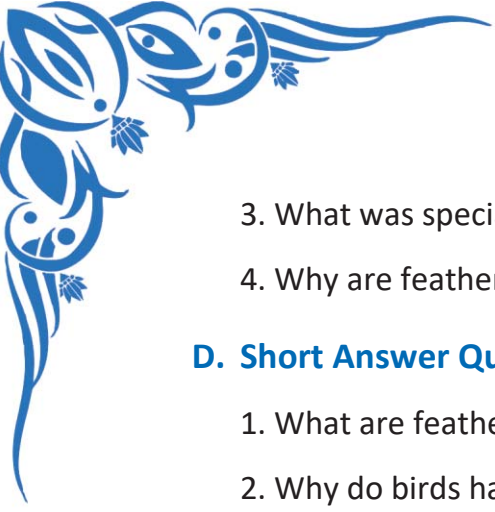 3. What was speci
4. Why are feather
D. Short Answer Qu
1. What are feathe
2. Why do birds ha